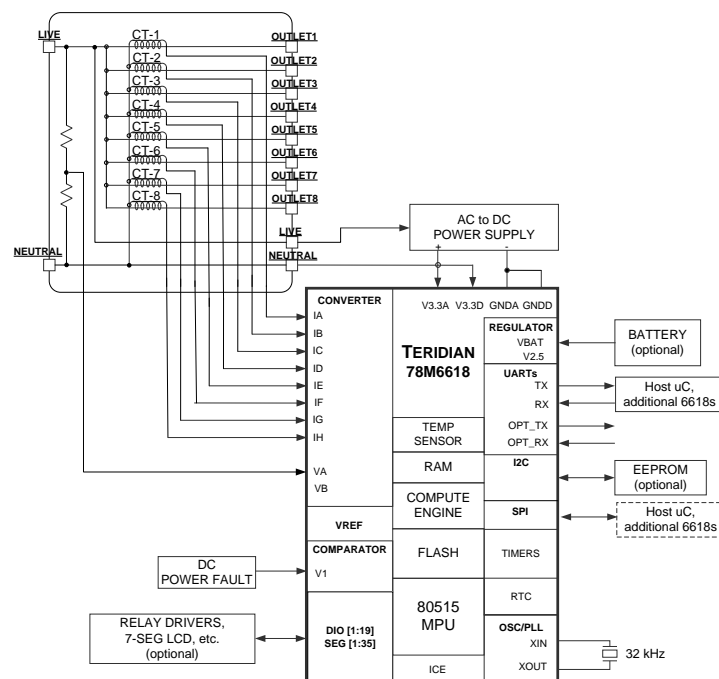 LIVE
CT-1
OUTLET1
CT-2
OUTLET2
CT-3
OUTLET3
CT-4
OUTLET4
CT-5
OUTLET5
CT-6
OUTLET6
CT-7
OUTLET7
CT-8
OUTLET8
LIVE
NEUTRAL
NEUTRAL
AC to DC
POWER SUPPLY
+ -
CONVERTER
IA
IB
IC
ID
IE
IF
IG
IH
VA
VB
VREF
COMPARATOR
V1
DIO [1:19]
SEG [1:35]
V3.3A V3.3D GNDA GNDD
TERIDIAN
78M6618
TEMP
SENSOR
RAM
COMPUTE
ENGINE
FLASH
80515
MPU
ICE
REGULATOR
VBAT
V2.5
UARTs
TX
RX
OPT_TX
OPT_RX
I2C
SPI
TIMERS
RTC
OSC/PLL
XIN
XOUT
BATTERY
(optional)
Host uC,
additional 6618s
EEPROM
(optional)
Host uC,
additional 6618s
32 kHz
DC
POWER FAULT
RELAY DRIVERS,
7-SEG LCD, etc.
(optional)